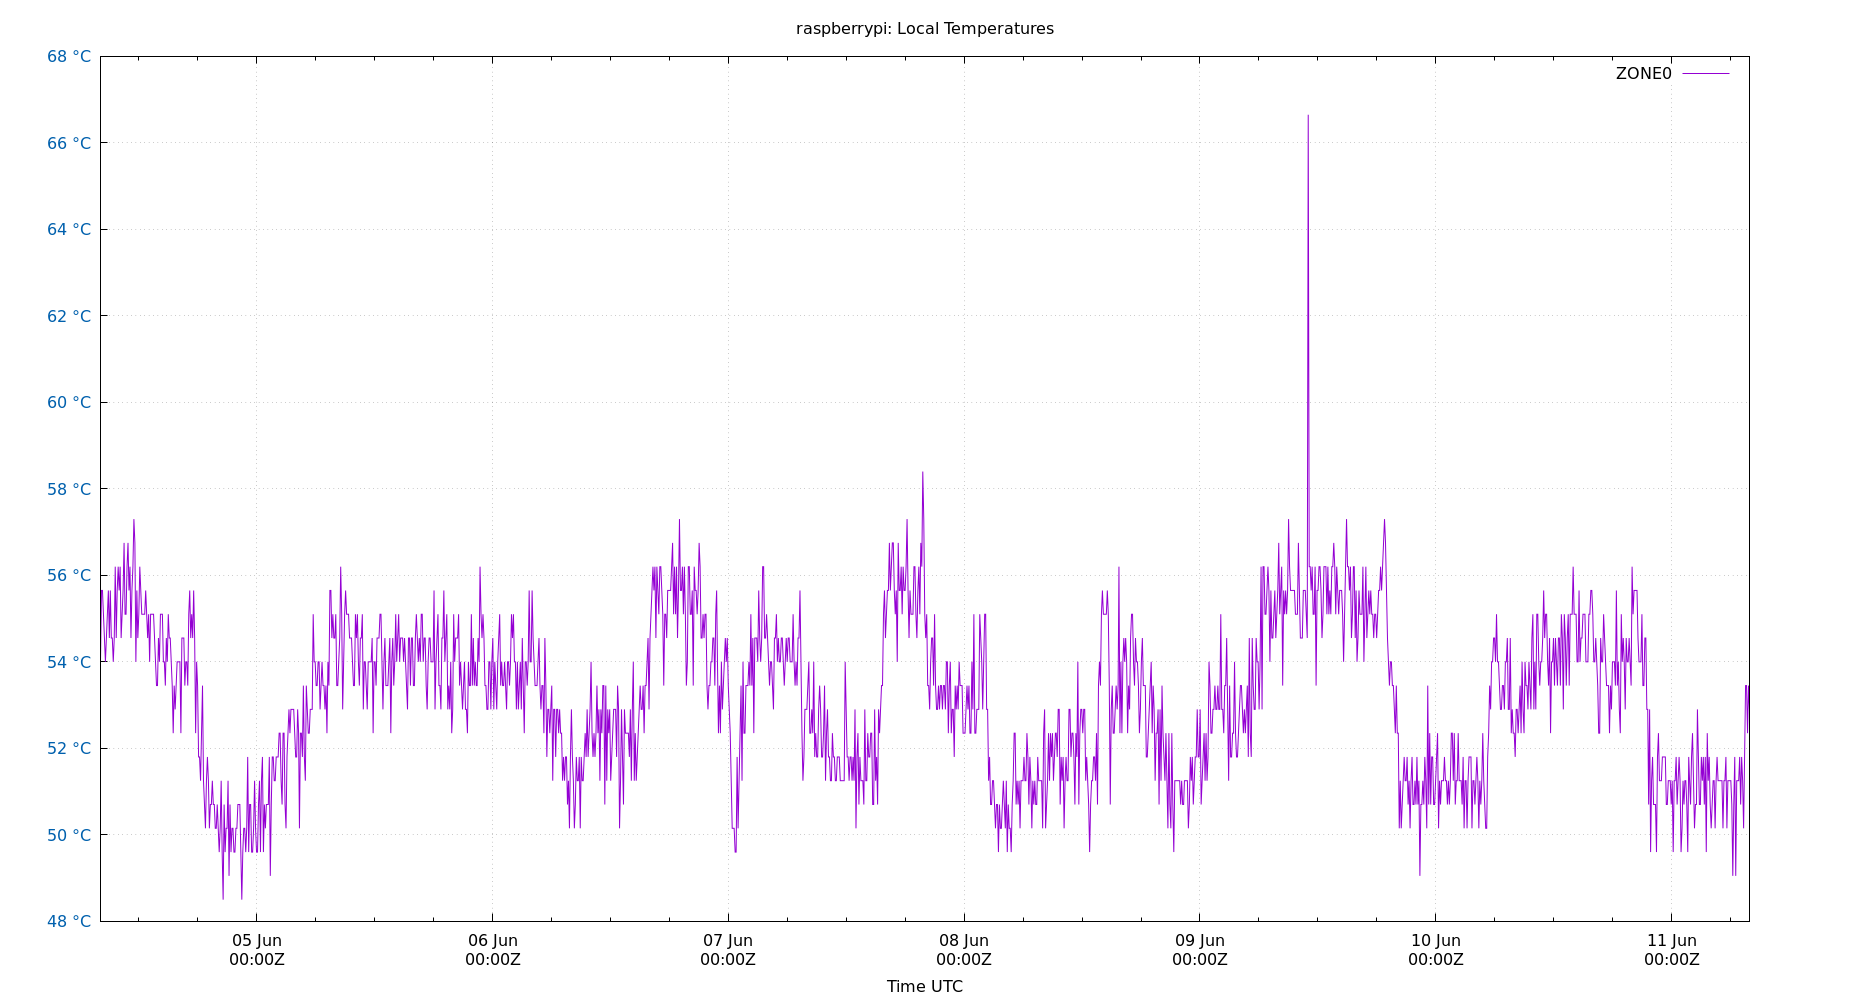 raspberrypi: Local Temperatures
ZONE0
68 °C
66 °C
64 °C
62 °C
60 °C
58 °C
56 °C
54 °C
52 °C
50 °C
48 °C
05 Jun
00:00Z
06 Jun
00:00Z
07 Jun
00:00Z
08 Jun
00:00Z
09 Jun
00:00Z
10 Jun
00:00Z
11 Jun
00:00Z
Time UTC